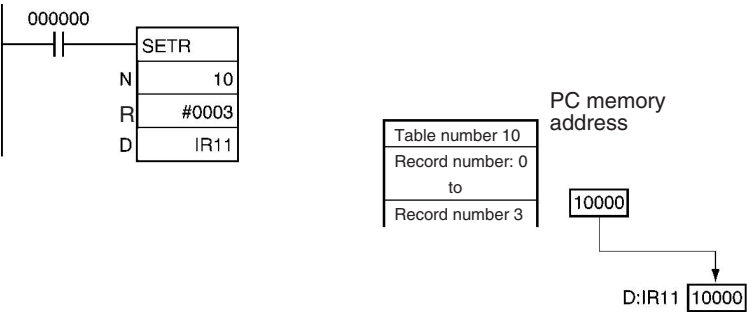 000000
SETR
N 10
R #0003
D IR11
PC memory
address
Table number 10
Record number: 0
to
Record number 3
10000
D:IR11 10000